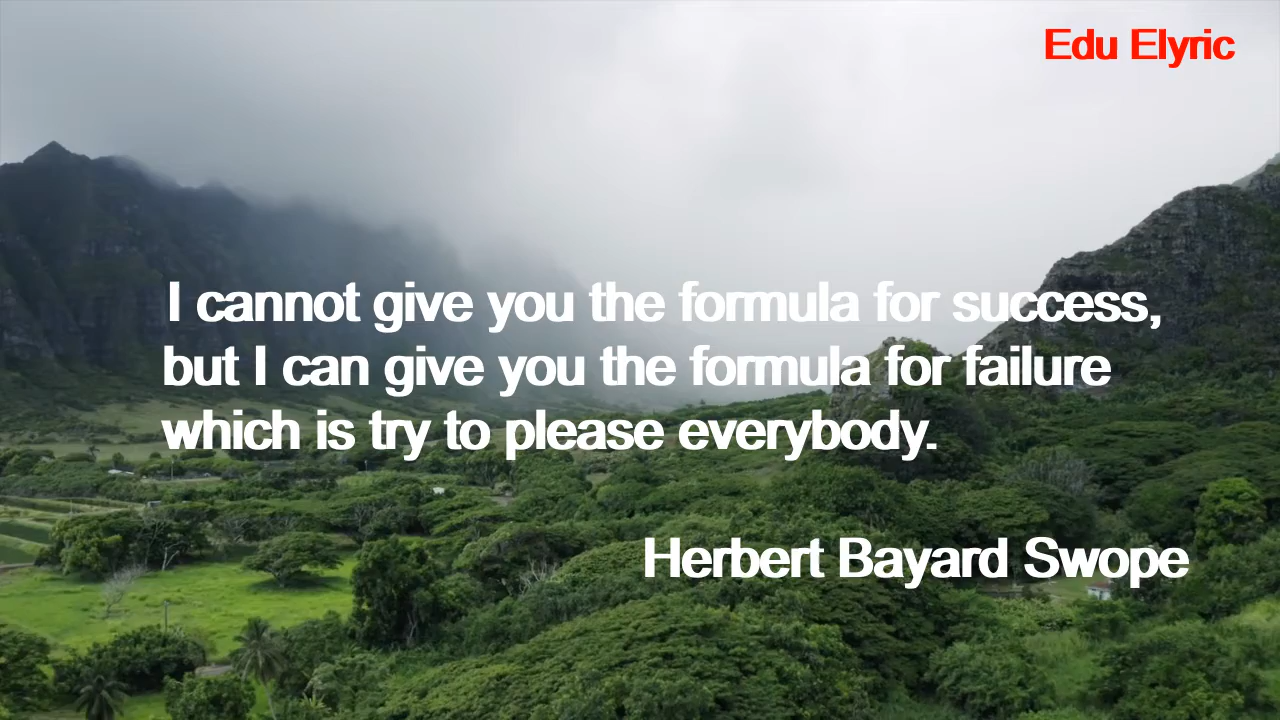 Edu Elyric
I cannot give you the formula for success,
but I can give you the formula for failure
which is try to please everybody.
Herbert Bayard Swope